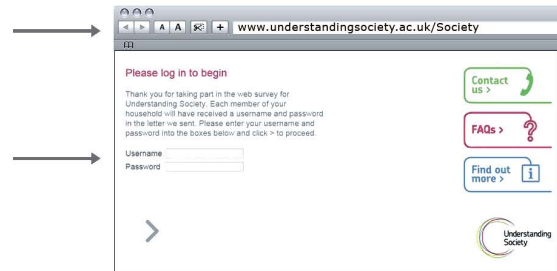 A A + www.understandingsociety.ac.uk/Society
Please log in to begin
Thank you for taking part in the web survey for
Understanding Society. Each member of your
household will have received a username and password
in the letter we sent. Please enter your username and
password into the boxes below and click > to proceed.
Username
Password
Contact
us >
FAQs >
Find out
more >
Understanding
Society